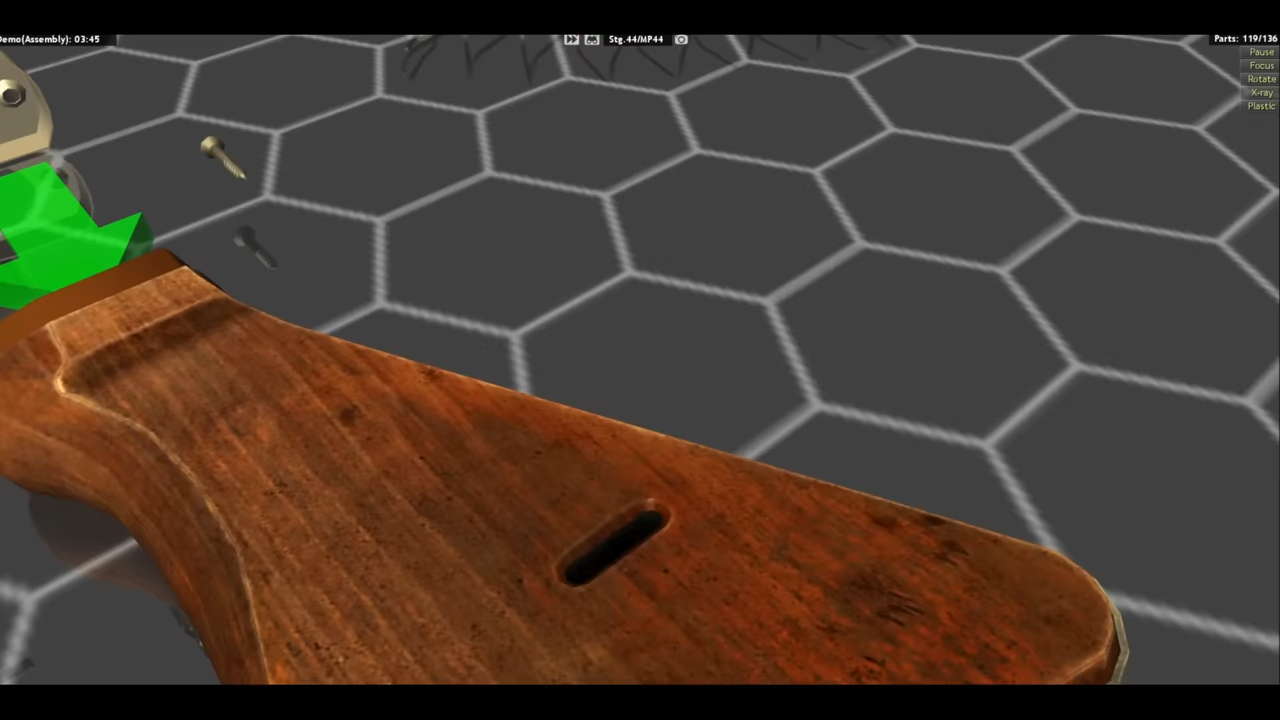 Demo(Assembly): 03:45
Stg.44/MP44
Parts: 119/136
Pause
Focus
Rotate
X-ray
Plastic